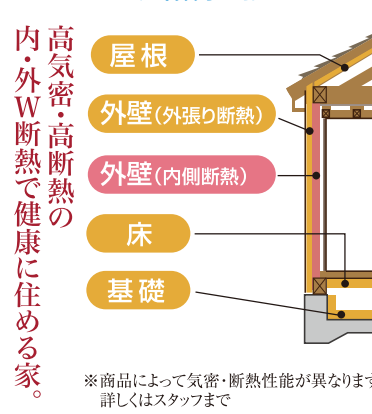 高気密・高断熱の
内・外W断熱で健康に住める家。
屋根
外壁（外張り断熱）
外壁（内側断熱）
床
基礎
※商品によって気密・断熱性能が異なります
詳しくはスタッフまで